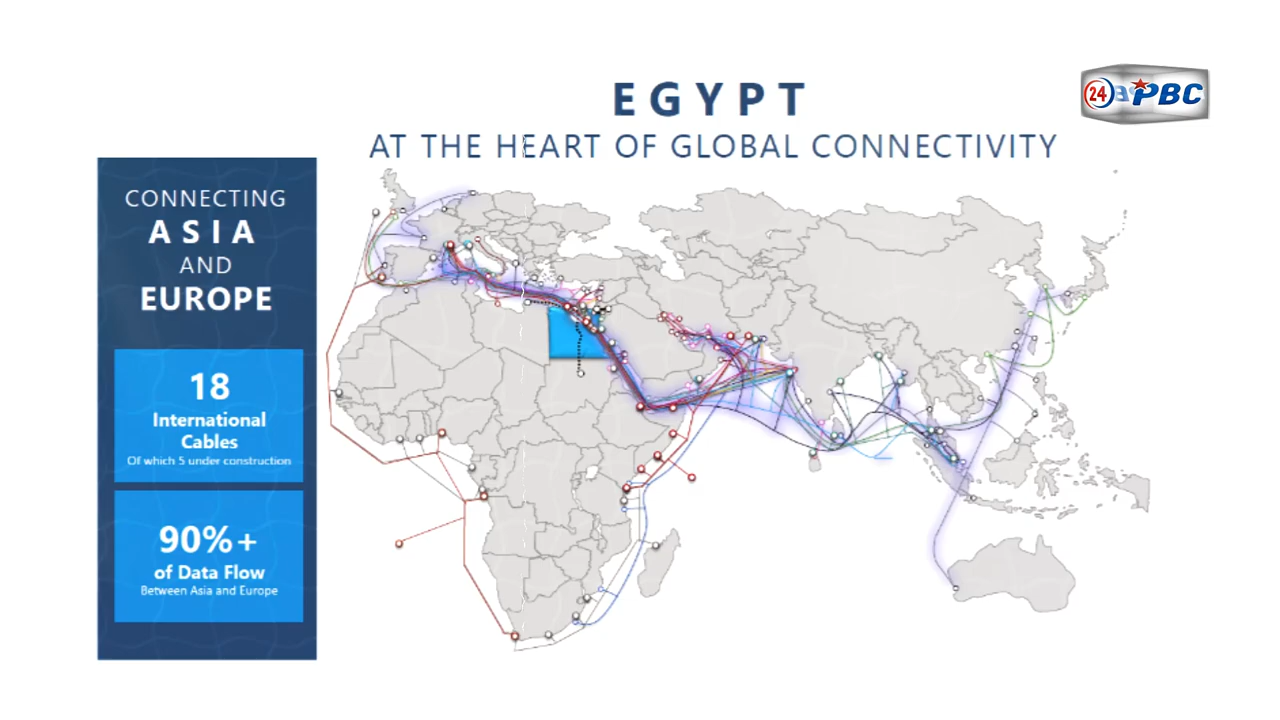 EGYPT
AT THE HEART OF GLOBAL CONNECTIVITY
24
PBC
CONNECTING
ASIA
AND
EUROPE
18
International
Cables
Of which 5 under construction
90%+
of Data Flow
Between Asia and Europe